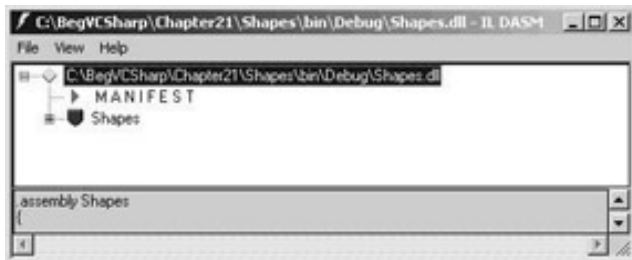 C:\BegVCSharp\Chapter21\Shapes\bin\Debug\Shapes.dll - IL DASM
File View Help
C:\BegVCSharp\Chapter21\Shapes\bin\Debug\Shapes.dll
MANIFEST
Shapes
.assembly Shapes
{